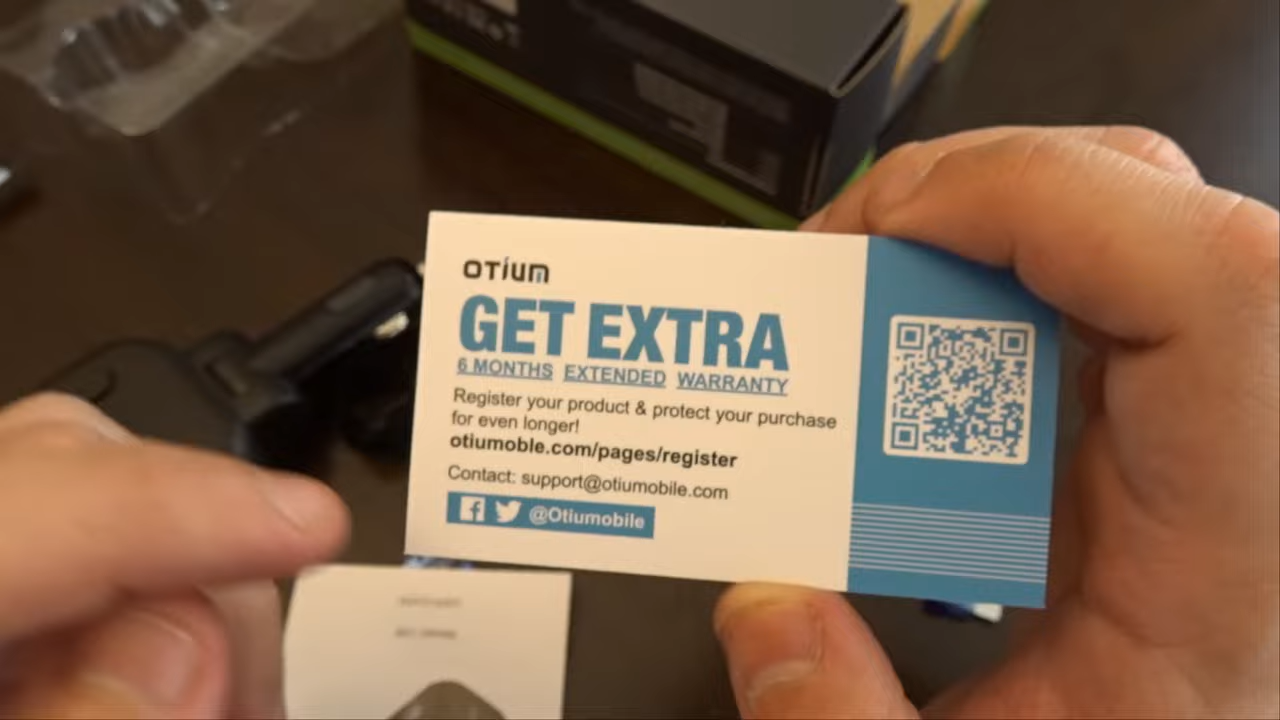 OTIUM
GET EXTRA
6 MONTHS EXTENDED WARRANTY
Register your product & protect your purchase
for even longer!
otiumoble.com/pages/register
Contact: support@otiumobile.com
@Otiumobile